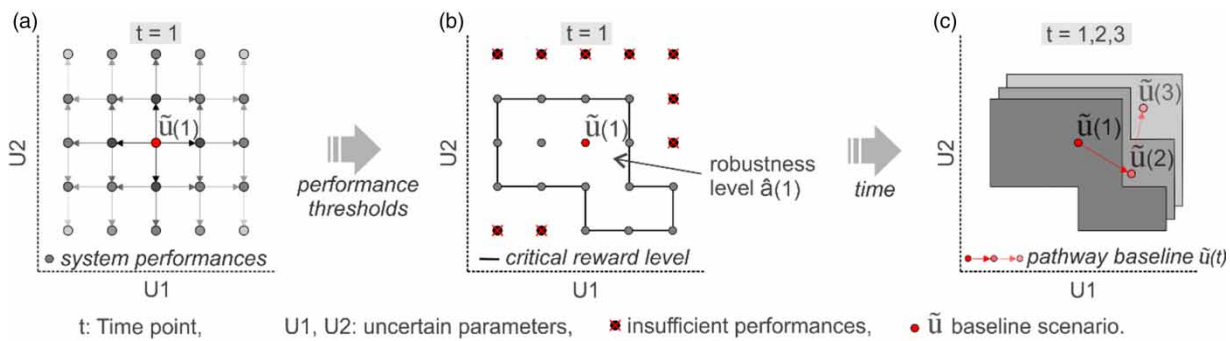 (a)
t = 1
ũ(1)
U2
system performances
U1
performance
thresholds
(b)
t = 1
ũ(1)
robustness
level â(1)
U2
critical reward level
U1
time
(c)
t = 1,2,3
ũ(3)
ũ(1)
ũ(2)
U2
pathway baseline ũ(t)
U1
t: Time point, U1, U2: uncertain parameters, insufficient performances, ũ baseline scenario.